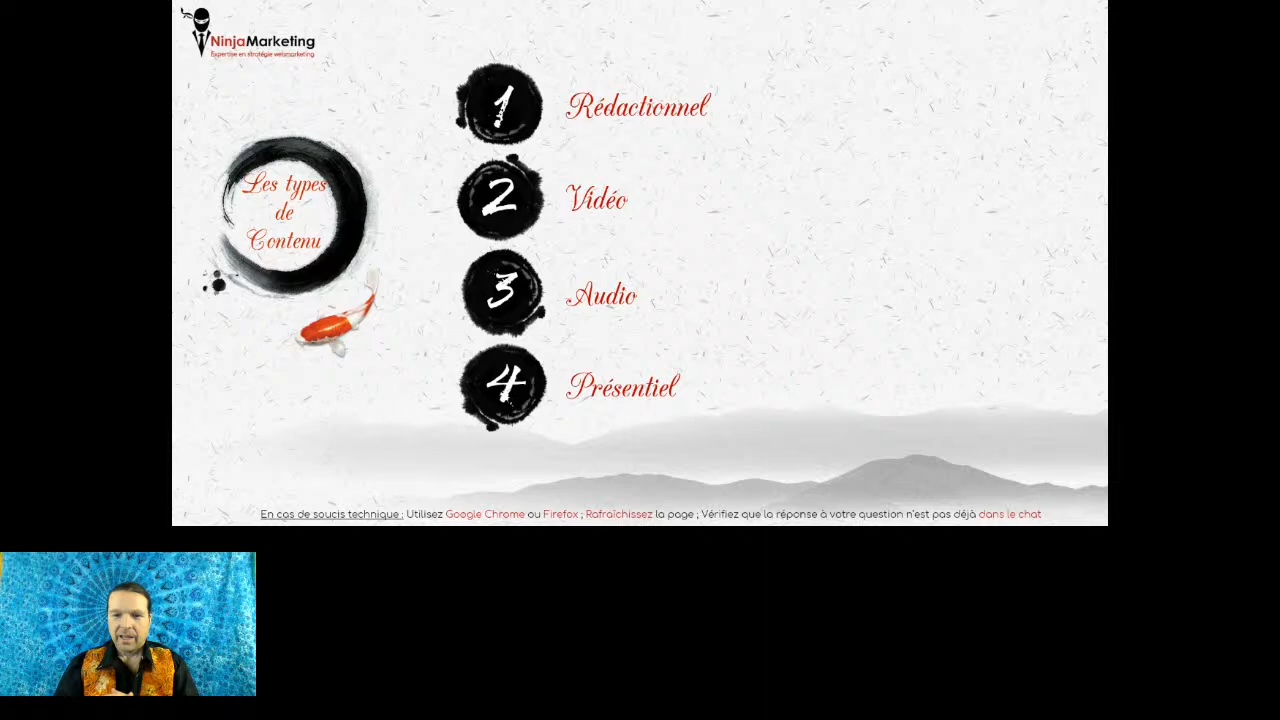 NinjaMarketing
Expertise en stratégie webmarketing
Les types
de
Contenu
1 Rédactionnel
2 Vidéo
3 Audio
4 Présentiel
En cas de soucis technique : Utilisez Google Chrome ou Firefox ; Rafraîchissez la page ; Vérifiez que la réponse à votre question n'est pas déjà dans le chat